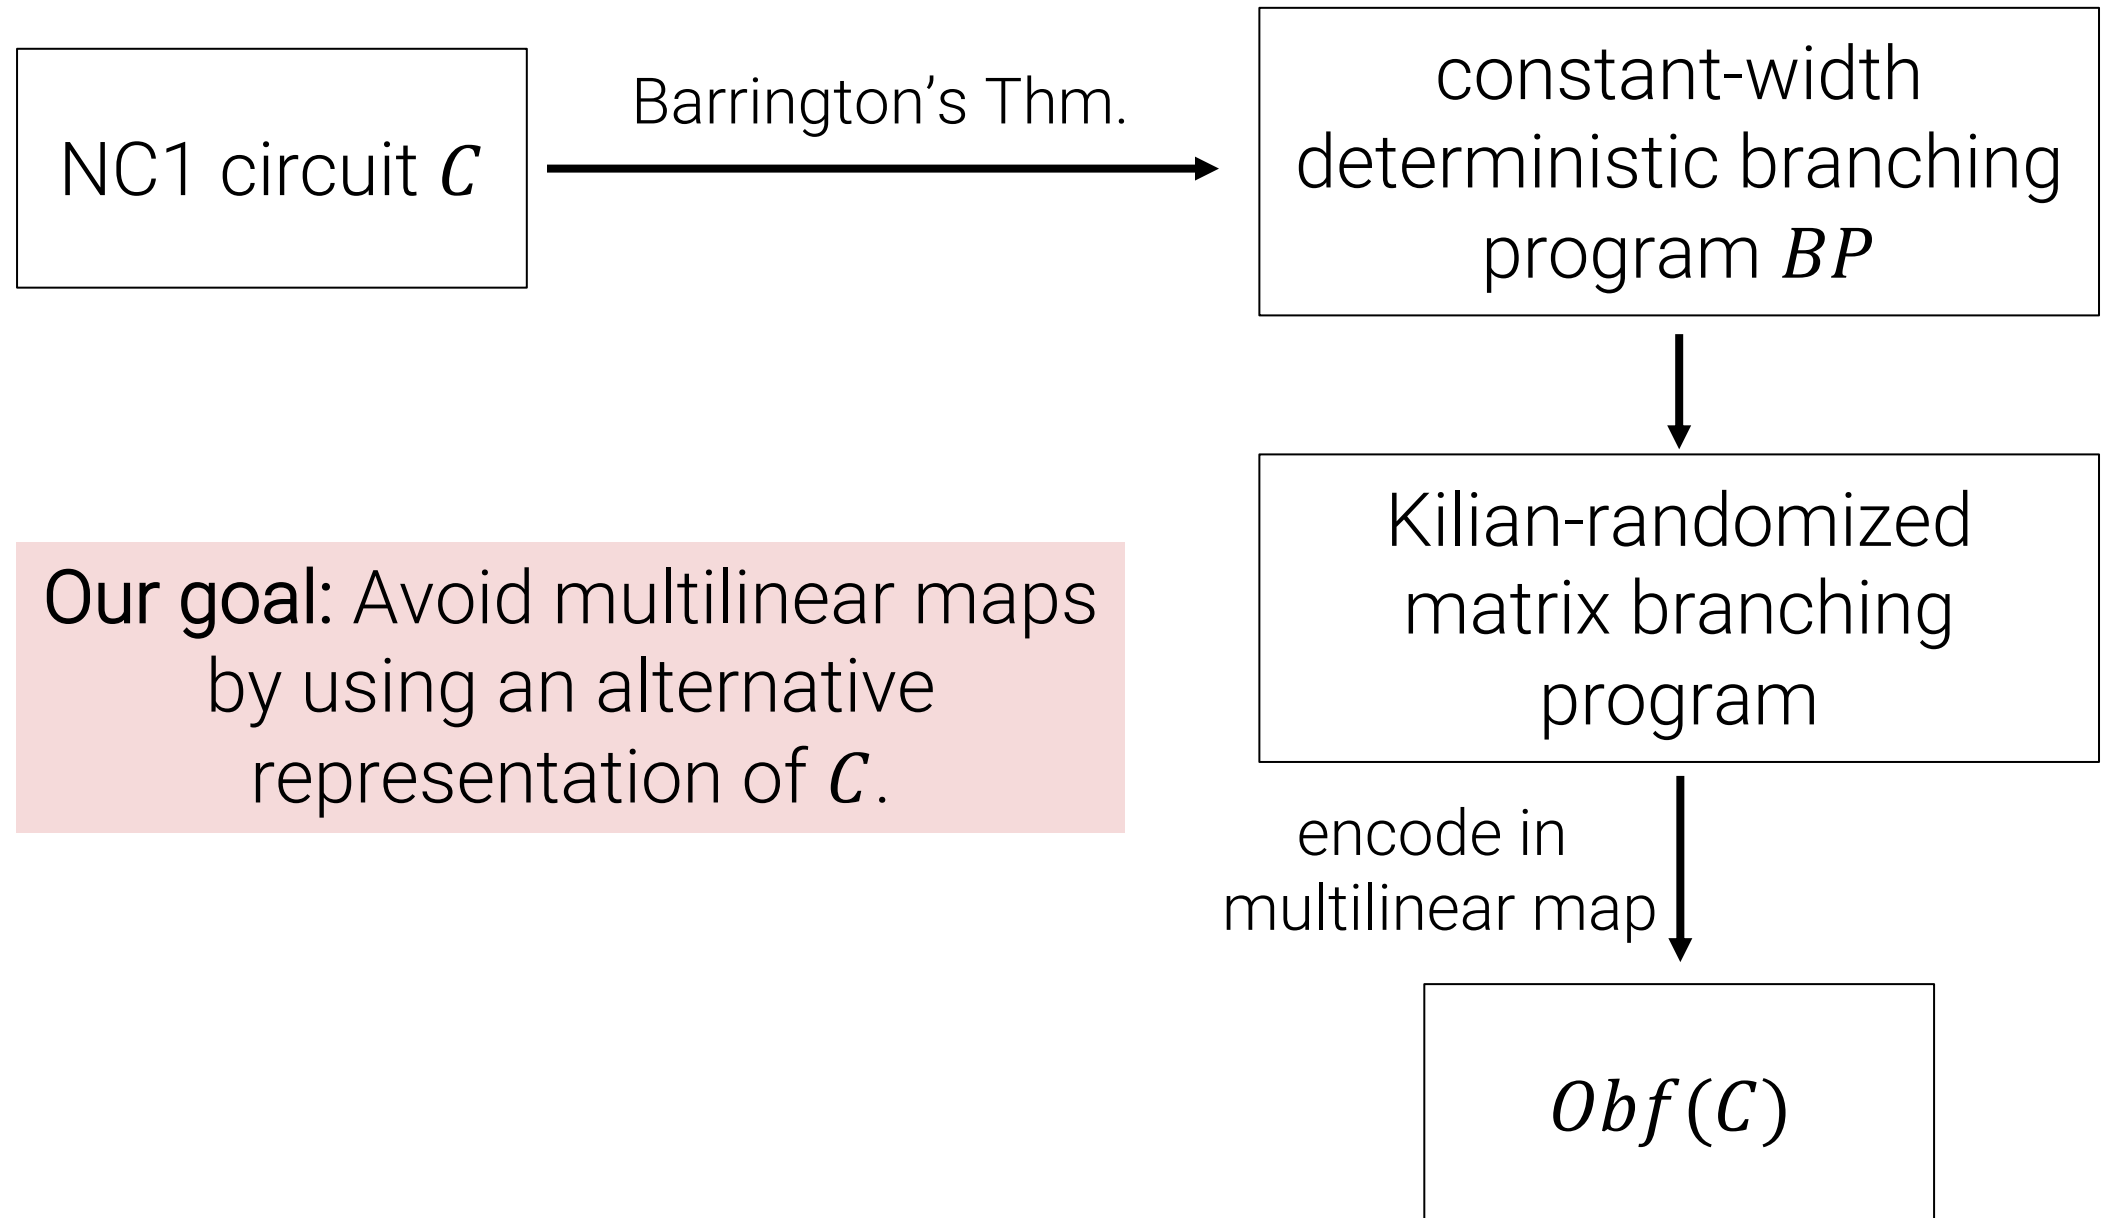 NC1 circuit C
Barrington's Thm.
constant-width
deterministic branching
program BP
Kilian-randomized
matrix branching
program
Our goal: Avoid multilinear maps
by using an alternative
representation of C.
encode in
multilinear map
Obf(C)